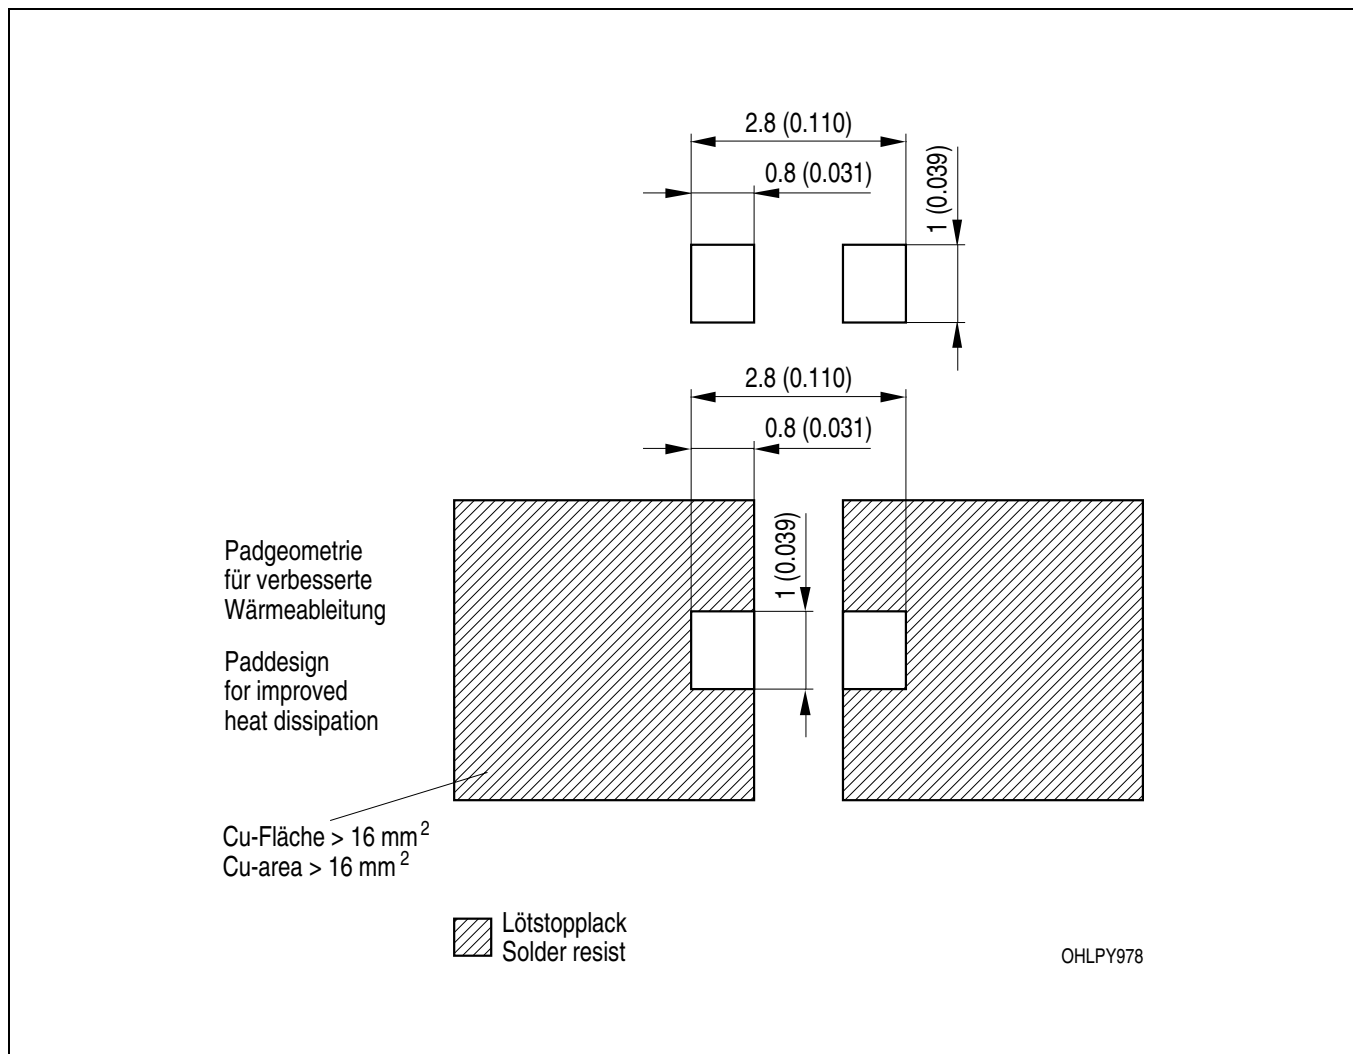 2.8 (0.110)
0.8 (0.031)
1 (0.039)
2.8 (0.110)
0.8 (0.031)
1 (0.039)
Padgeometrie
für verbesserte
Wärmeableitung
Paddesign
for improved
heat dissipation
Cu-Fläche > 16 mm²
Cu-area > 16 mm²
Lötstopplack
Solder resist
OHLPY978